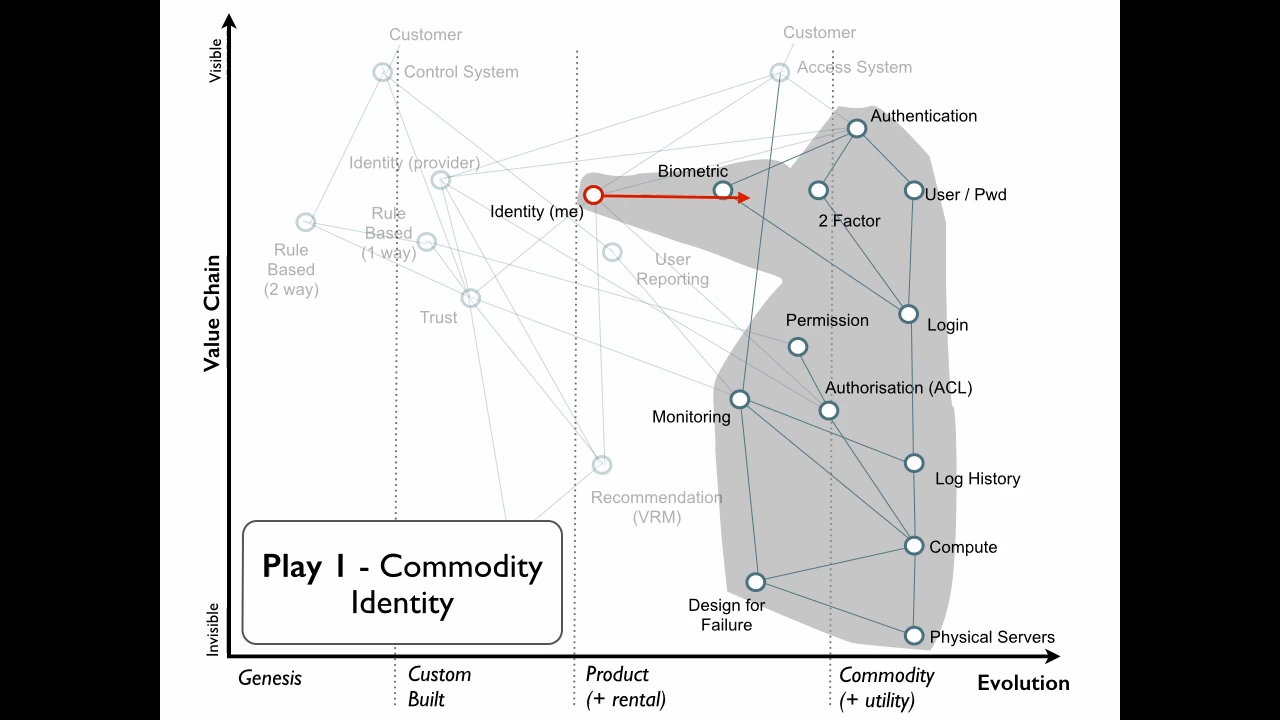 Customer
Customer
Control System
Access System
Authentication
Identity (provider)
Biometric
User / Pwd
Identity (me)
2 Factor
Rule
Based
(1 way)
Rule
Based
(2 way)
User
Reporting
Trust
Permission
Login
Authorisation (ACL)
Monitoring
Log History
Recommendation
(VRM)
Compute
Design for
Failure
Physical Servers
Play 1 - Commodity
Identity
Visible
Value Chain
Invisible
Genesis
Custom
Built
Product
(+ rental)
Commodity
(+ utility)
Evolution